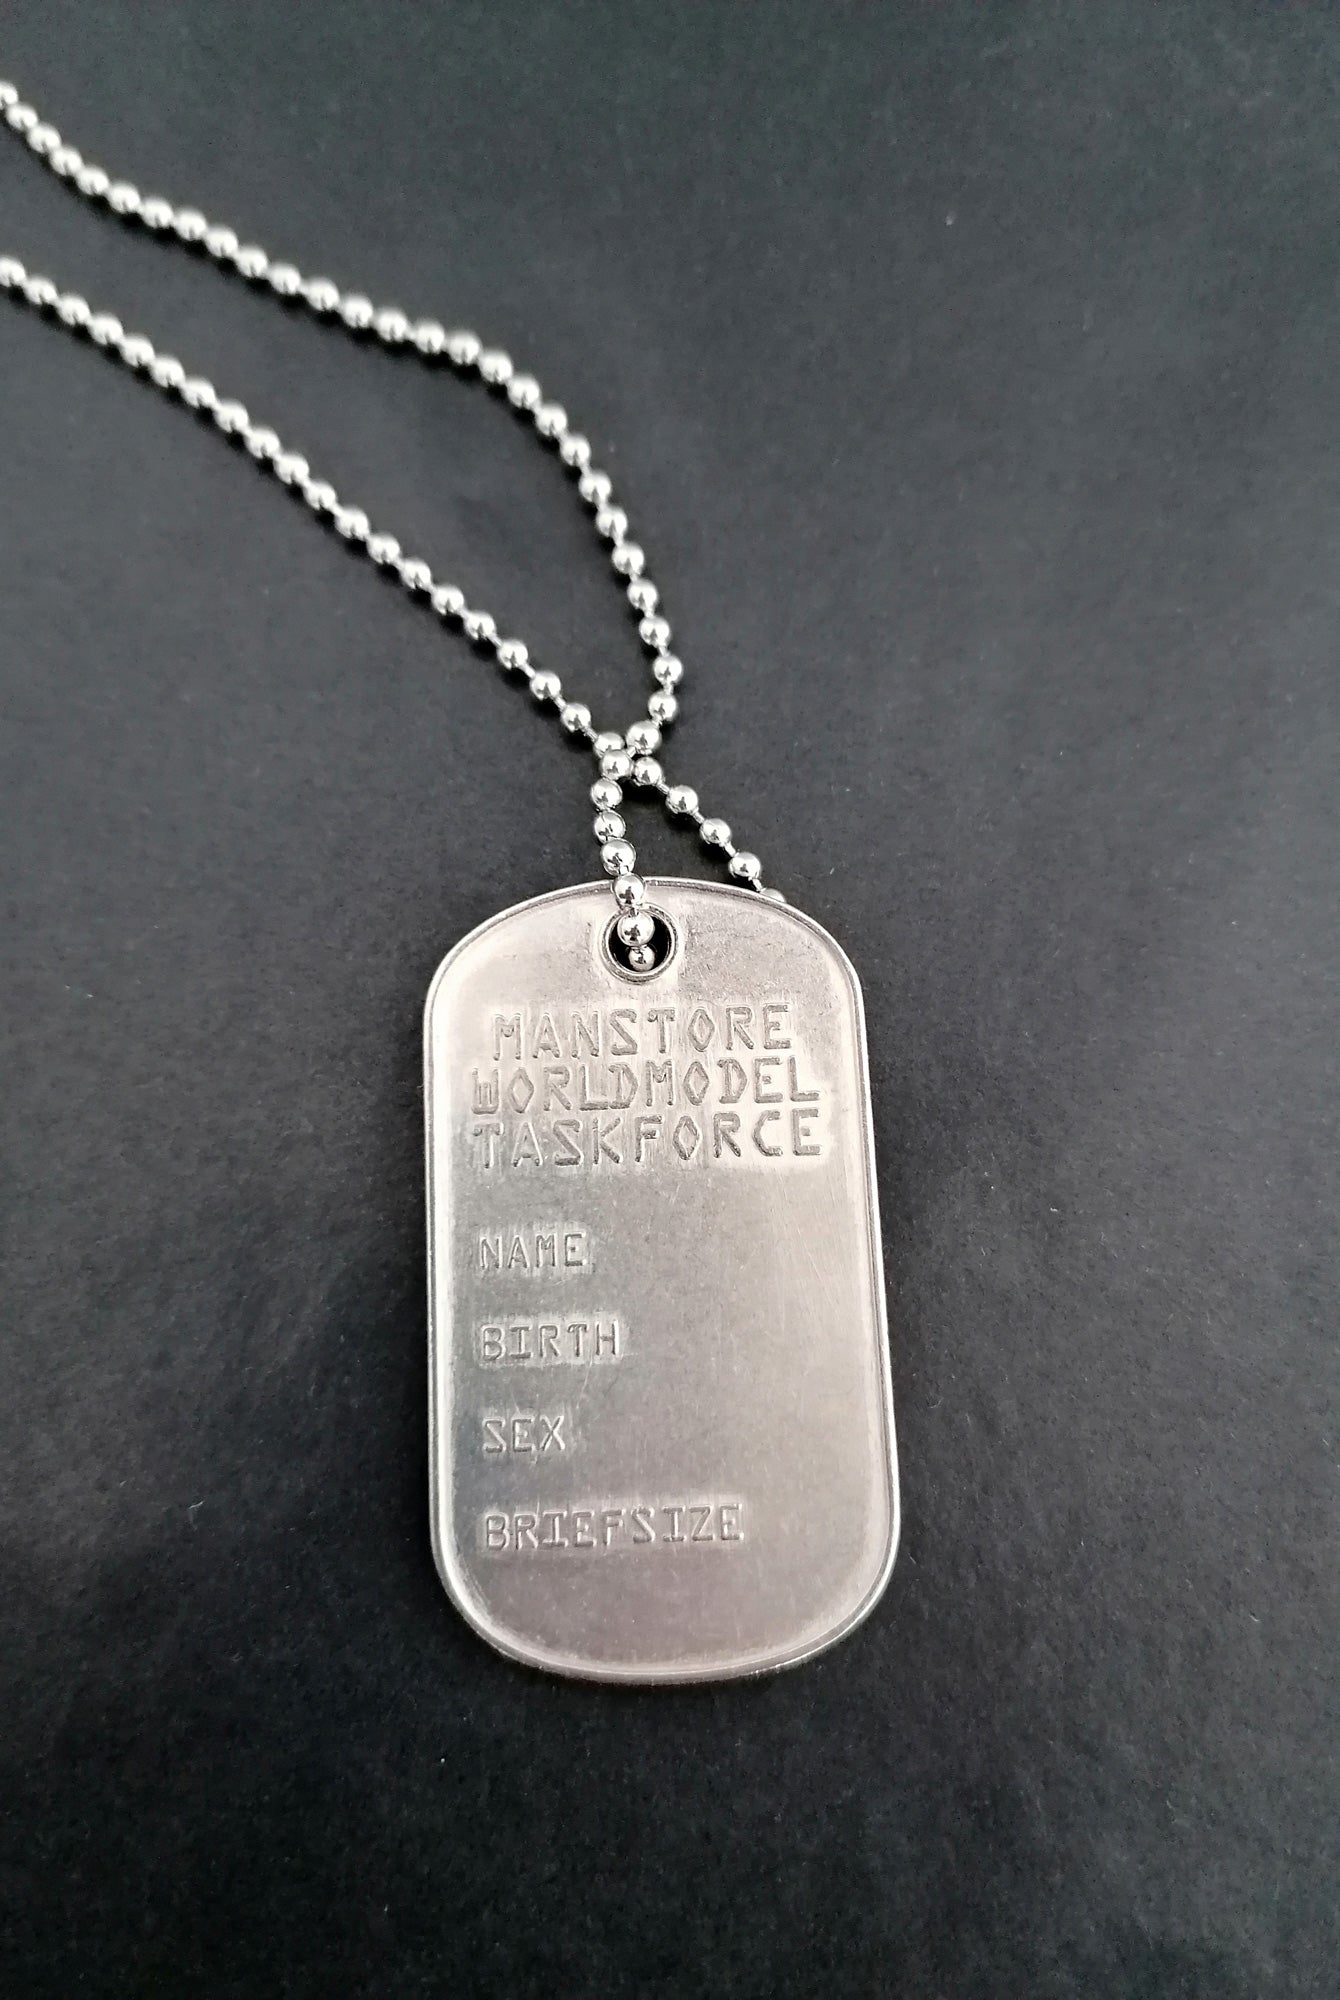 MANSTORE
WORLDMODEL
TASKFORCE
NAME
BIRTH
SEX
BRIEFSIZE